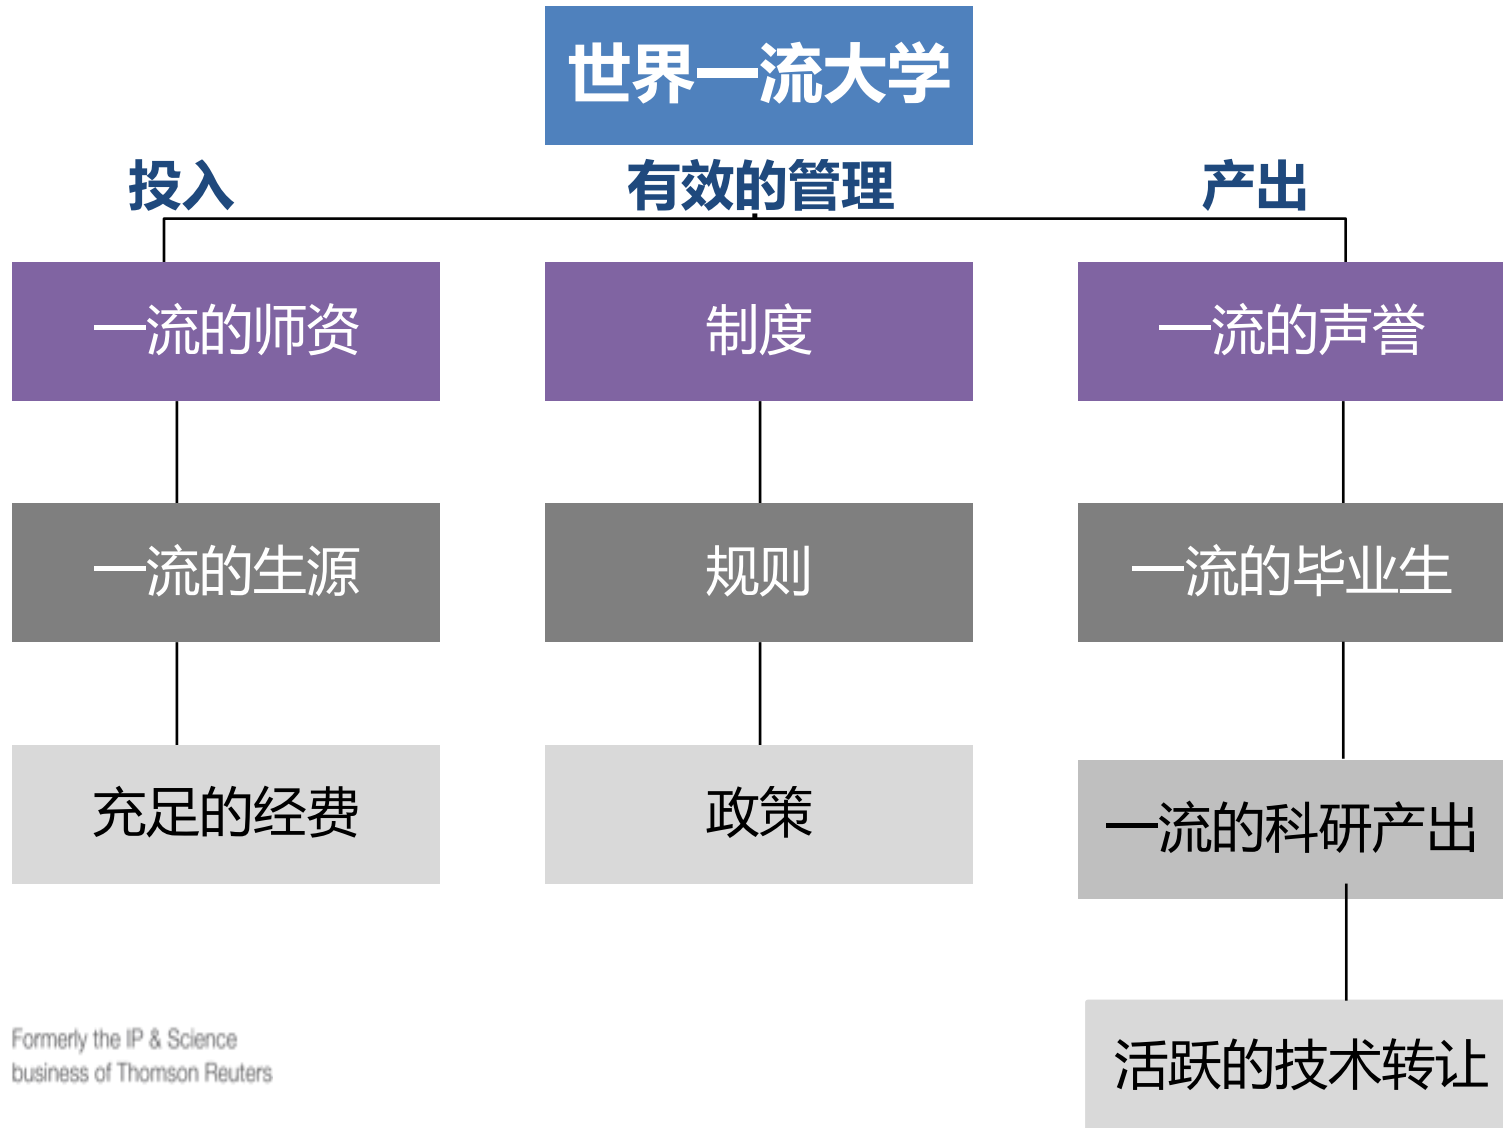 世界一流大学
投入
有效的管理
产出
一流的师资
制度
一流的声誉
一流的生源
规则
一流的毕业生
充足的经费
政策
一流的科研产出
活跃的技术转让
Formerly the IP & Science
business of Thomson Reuters